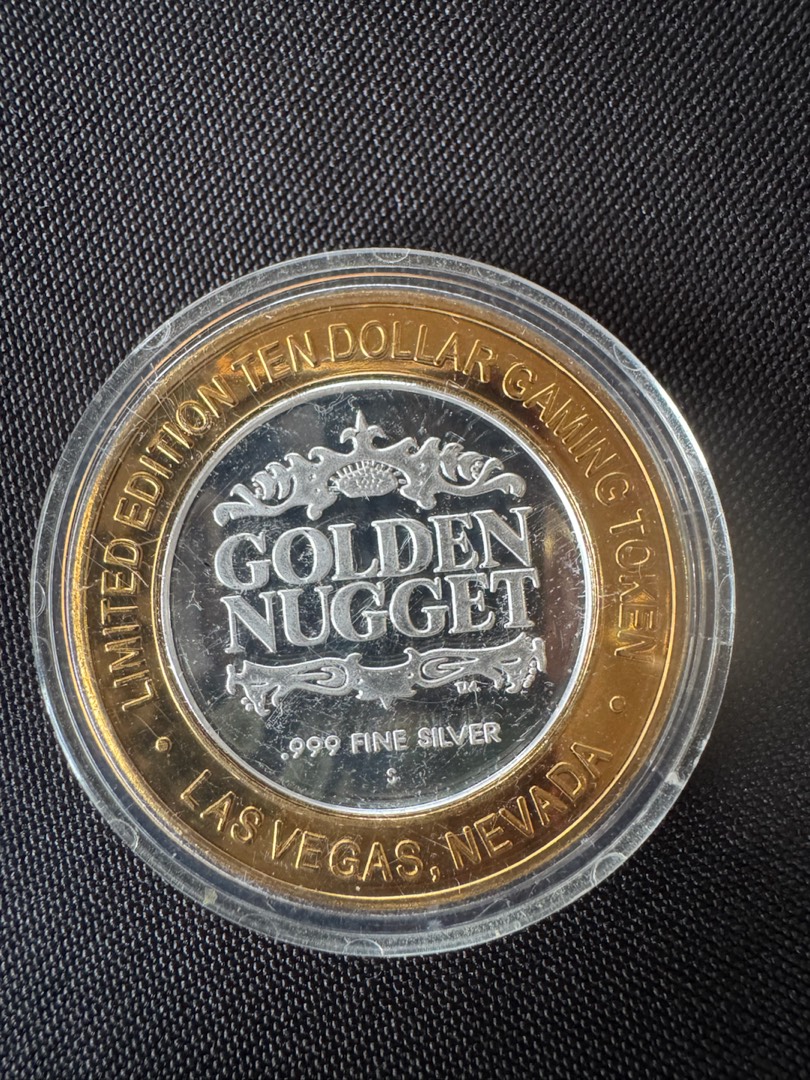 LIMITED EDITION TEN DOLLAR GAMING TOKEN
GOLDEN
NUGGET
TM
.999 FINE SILVER
S
• LAS VEGAS, NEVADA •